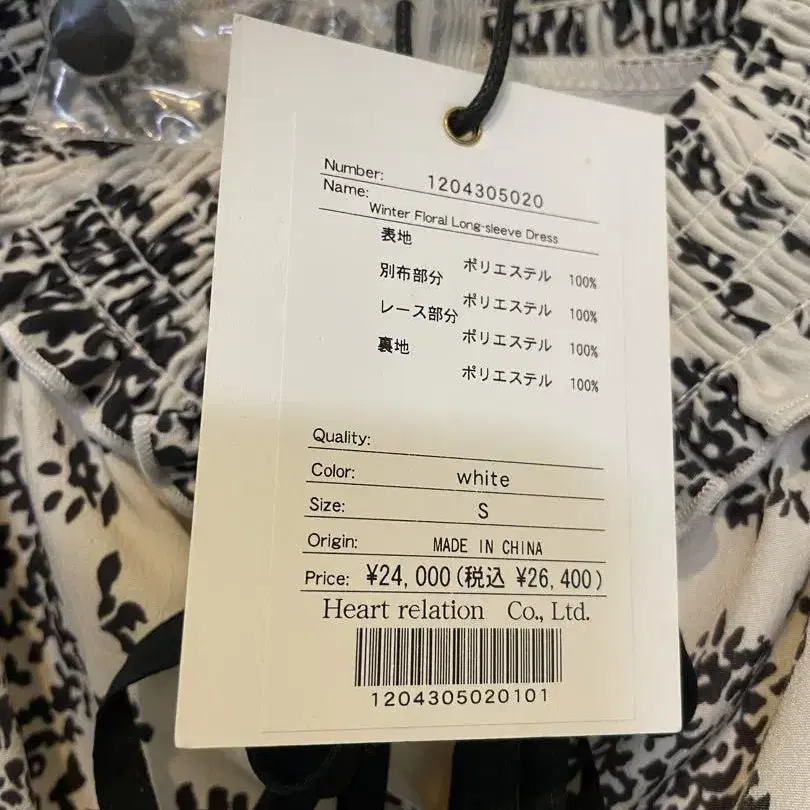 Number: 1204305020
Name:
Winter Floral Long-sleeve Dress
表地
ポリエステル 100%
別布部分
ポリエステル 100%
レース部分
ポリエステル 100%
裏地
ポリエステル 100%
Quality:
Color: white
Size: S
Origin: MADE IN CHINA
Price: ¥24,000(税込 ¥26,400)
Heart relation Co., Ltd.
1204305020101